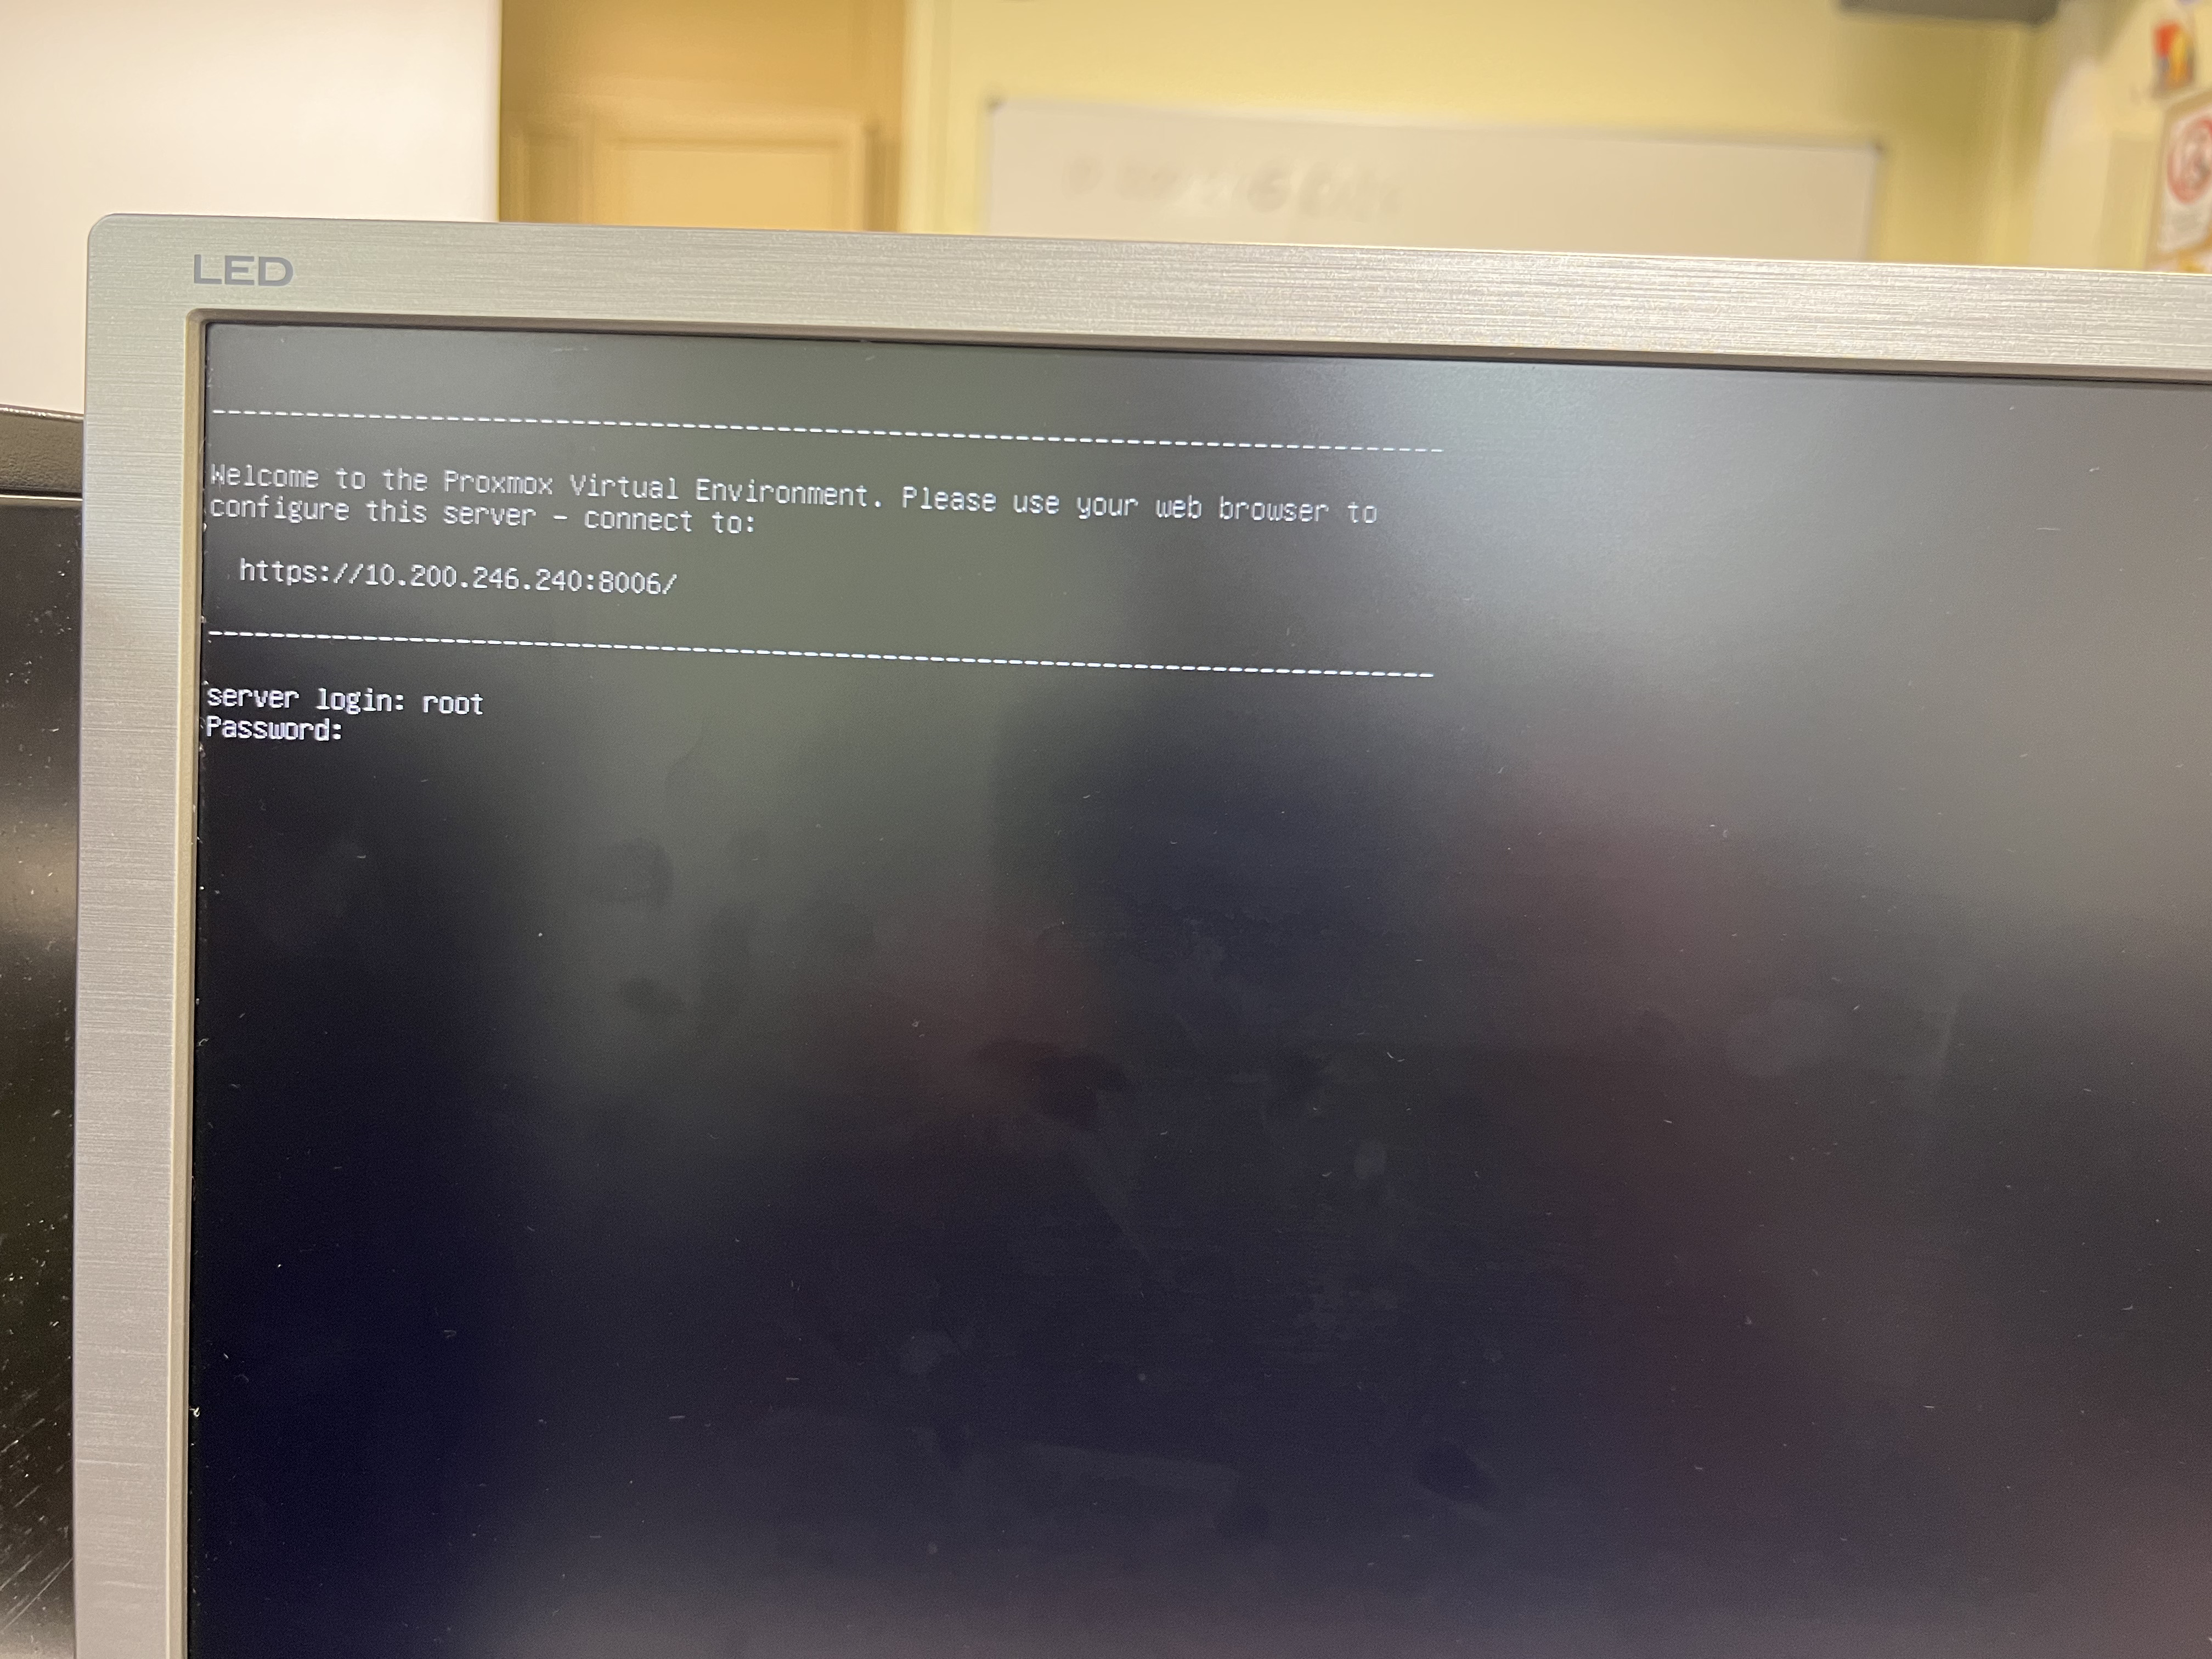 LED
--------------------------------------------------------------------------------
Welcome to the Proxmox Virtual Environment. Please use your web browser to
configure this server - connect to:
https://10.200.246.240:8006/
--------------------------------------------------------------------------------
server login: root
Password: